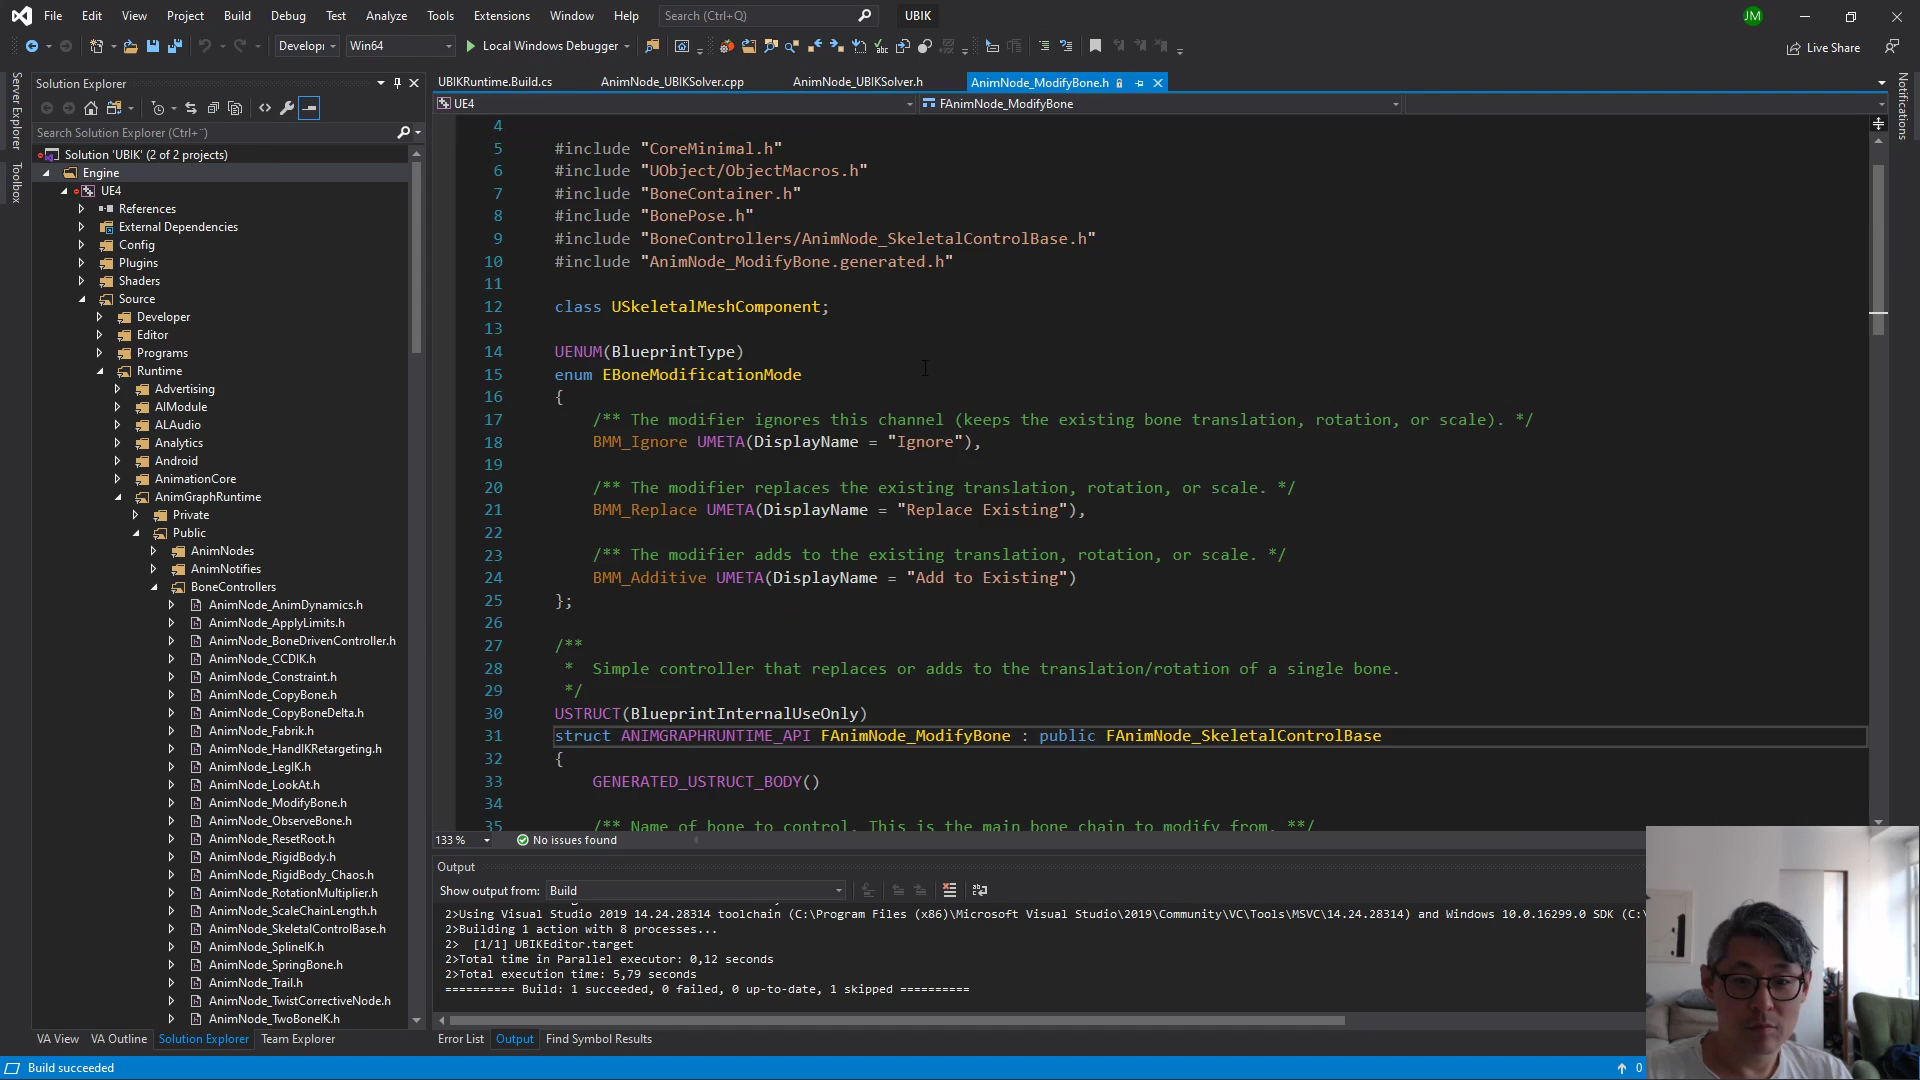 File Edit View Project Build Debug Test Analyze Tools Extensions Window Help Search (Ctrl+Q) UBIK JM
Develop Win64 Local Windows Debugger Live Share
Server Explorer
Toolbox
Solution Explorer
Search Solution Explorer (Ctrl+¨)
Solution 'UBIK' (2 of 2 projects)
Engine
UE4
References
External Dependencies
Config
Plugins
Shaders
Source
Developer
Editor
Programs
Runtime
Advertising
AIModule
ALAudio
Analytics
Android
AnimationCore
AnimGraphRuntime
Private
Public
AnimNodes
AnimNotifies
BoneControllers
AnimNode_AnimDynamics.h
AnimNode_ApplyLimits.h
AnimNode_BoneDrivenController.h
AnimNode_CCDIK.h
AnimNode_Constraint.h
AnimNode_CopyBone.h
AnimNode_CopyBoneDelta.h
AnimNode_Fabrik.h
AnimNode_HandIKRetargeting.h
AnimNode_LegIK.h
AnimNode_LookAt.h
AnimNode_ModifyBone.h
AnimNode_ObserveBone.h
AnimNode_ResetRoot.h
AnimNode_RigidBody.h
AnimNode_RigidBody_Chaos.h
AnimNode_RotationMultiplier.h
AnimNode_ScaleChainLength.h
AnimNode_SkeletalControlBase.h
AnimNode_SplineIK.h
AnimNode_SpringBone.h
AnimNode_Trail.h
AnimNode_TwistCorrectiveNode.h
AnimNode_TwoBoneIK.h
VA View VA Outline Solution Explorer Team Explorer
UBIKRuntime.Build.cs AnimNode_UBIKSolver.cpp AnimNode_UBIKSolver.h AnimNode_ModifyBone.h
UE4 FAnimNode_ModifyBone
4
5 #include "CoreMinimal.h"
6 #include "UObject/ObjectMacros.h"
7 #include "BoneContainer.h"
8 #include "BonePose.h"
9 #include "BoneControllers/AnimNode_SkeletalControlBase.h"
10 #include "AnimNode_ModifyBone.generated.h"
11
12 class USkeletalMeshComponent;
13
14 UENUM(BlueprintType)
15 enum EBoneModificationMode
16 {
17 /** The modifier ignores this channel (keeps the existing bone translation, rotation, or scale). */
18 BMM_Ignore UMETA(DisplayName = "Ignore"),
19
20 /** The modifier replaces the existing translation, rotation, or scale. */
21 BMM_Replace UMETA(DisplayName = "Replace Existing"),
22
23 /** The modifier adds to the existing translation, rotation, or scale. */
24 BMM_Additive UMETA(DisplayName = "Add to Existing")
25 };
26
27 /**
28 * Simple controller that replaces or adds to the translation/rotation of a single bone.
29 */
30 USTRUCT(BlueprintInternalUseOnly)
31 struct ANIMGRAPHRUNTIME_API FAnimNode_ModifyBone : public FAnimNode_SkeletalControlBase
32 {
33 GENERATED_USTRUCT_BODY()
34
35 /** Name of bone to control. This is the main bone chain to modify from. **/
133 % No issues found
Output
Show output from: Build
2>Using Visual Studio 2019 14.24.28314 toolchain (C:\Program Files (x86)\Microsoft Visual Studio\2019\Community\VC\Tools\MSVC\14.24.28314) and Windows 10.0.16299.0 SDK (C:\
2>Building 1 action with 8 processes...
2> [1/1] UBIKEditor.target
2>Total time in Parallel executor: 0,12 seconds
2>Total execution time: 5,79 seconds
========== Build: 1 succeeded, 0 failed, 0 up-to-date, 1 skipped ==========
Error List Output Find Symbol Results
Notifications
Build succeeded 0